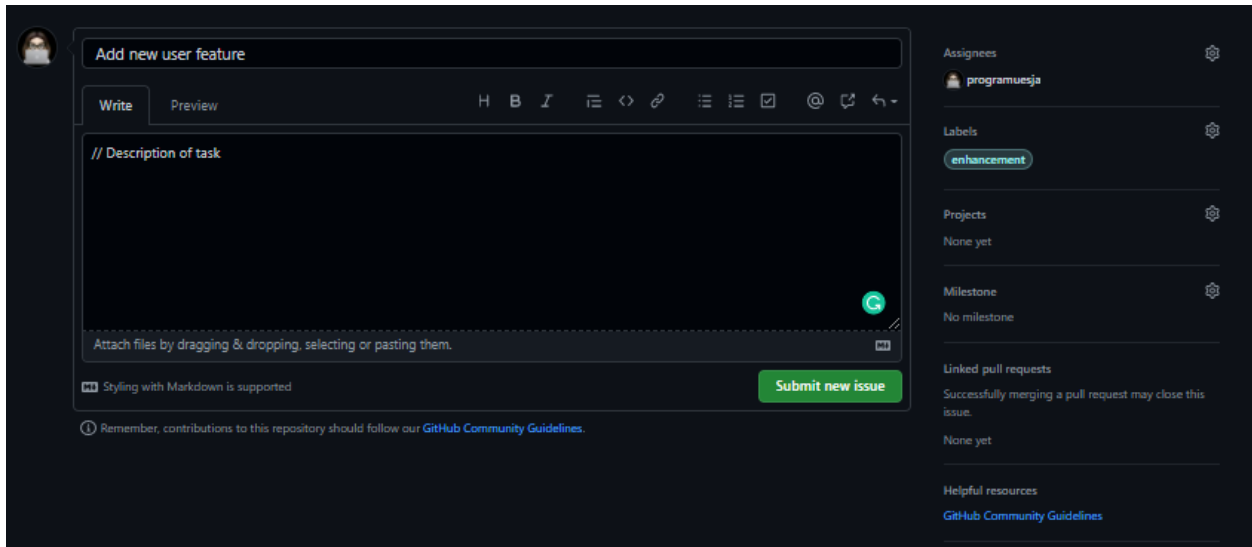 Add new user feature
Write Preview
// Description of task
Attach files by dragging & dropping, selecting or pasting them.
Styling with Markdown is supported
Submit new issue
Remember, contributions to this repository should follow our GitHub Community Guidelines.
Assignees
programuesja
Labels
enhancement
Projects
None yet
Milestone
No milestone
Linked pull requests
Successfully merging a pull request may close this
issue.
None yet
Helpful resources
GitHub Community Guidelines